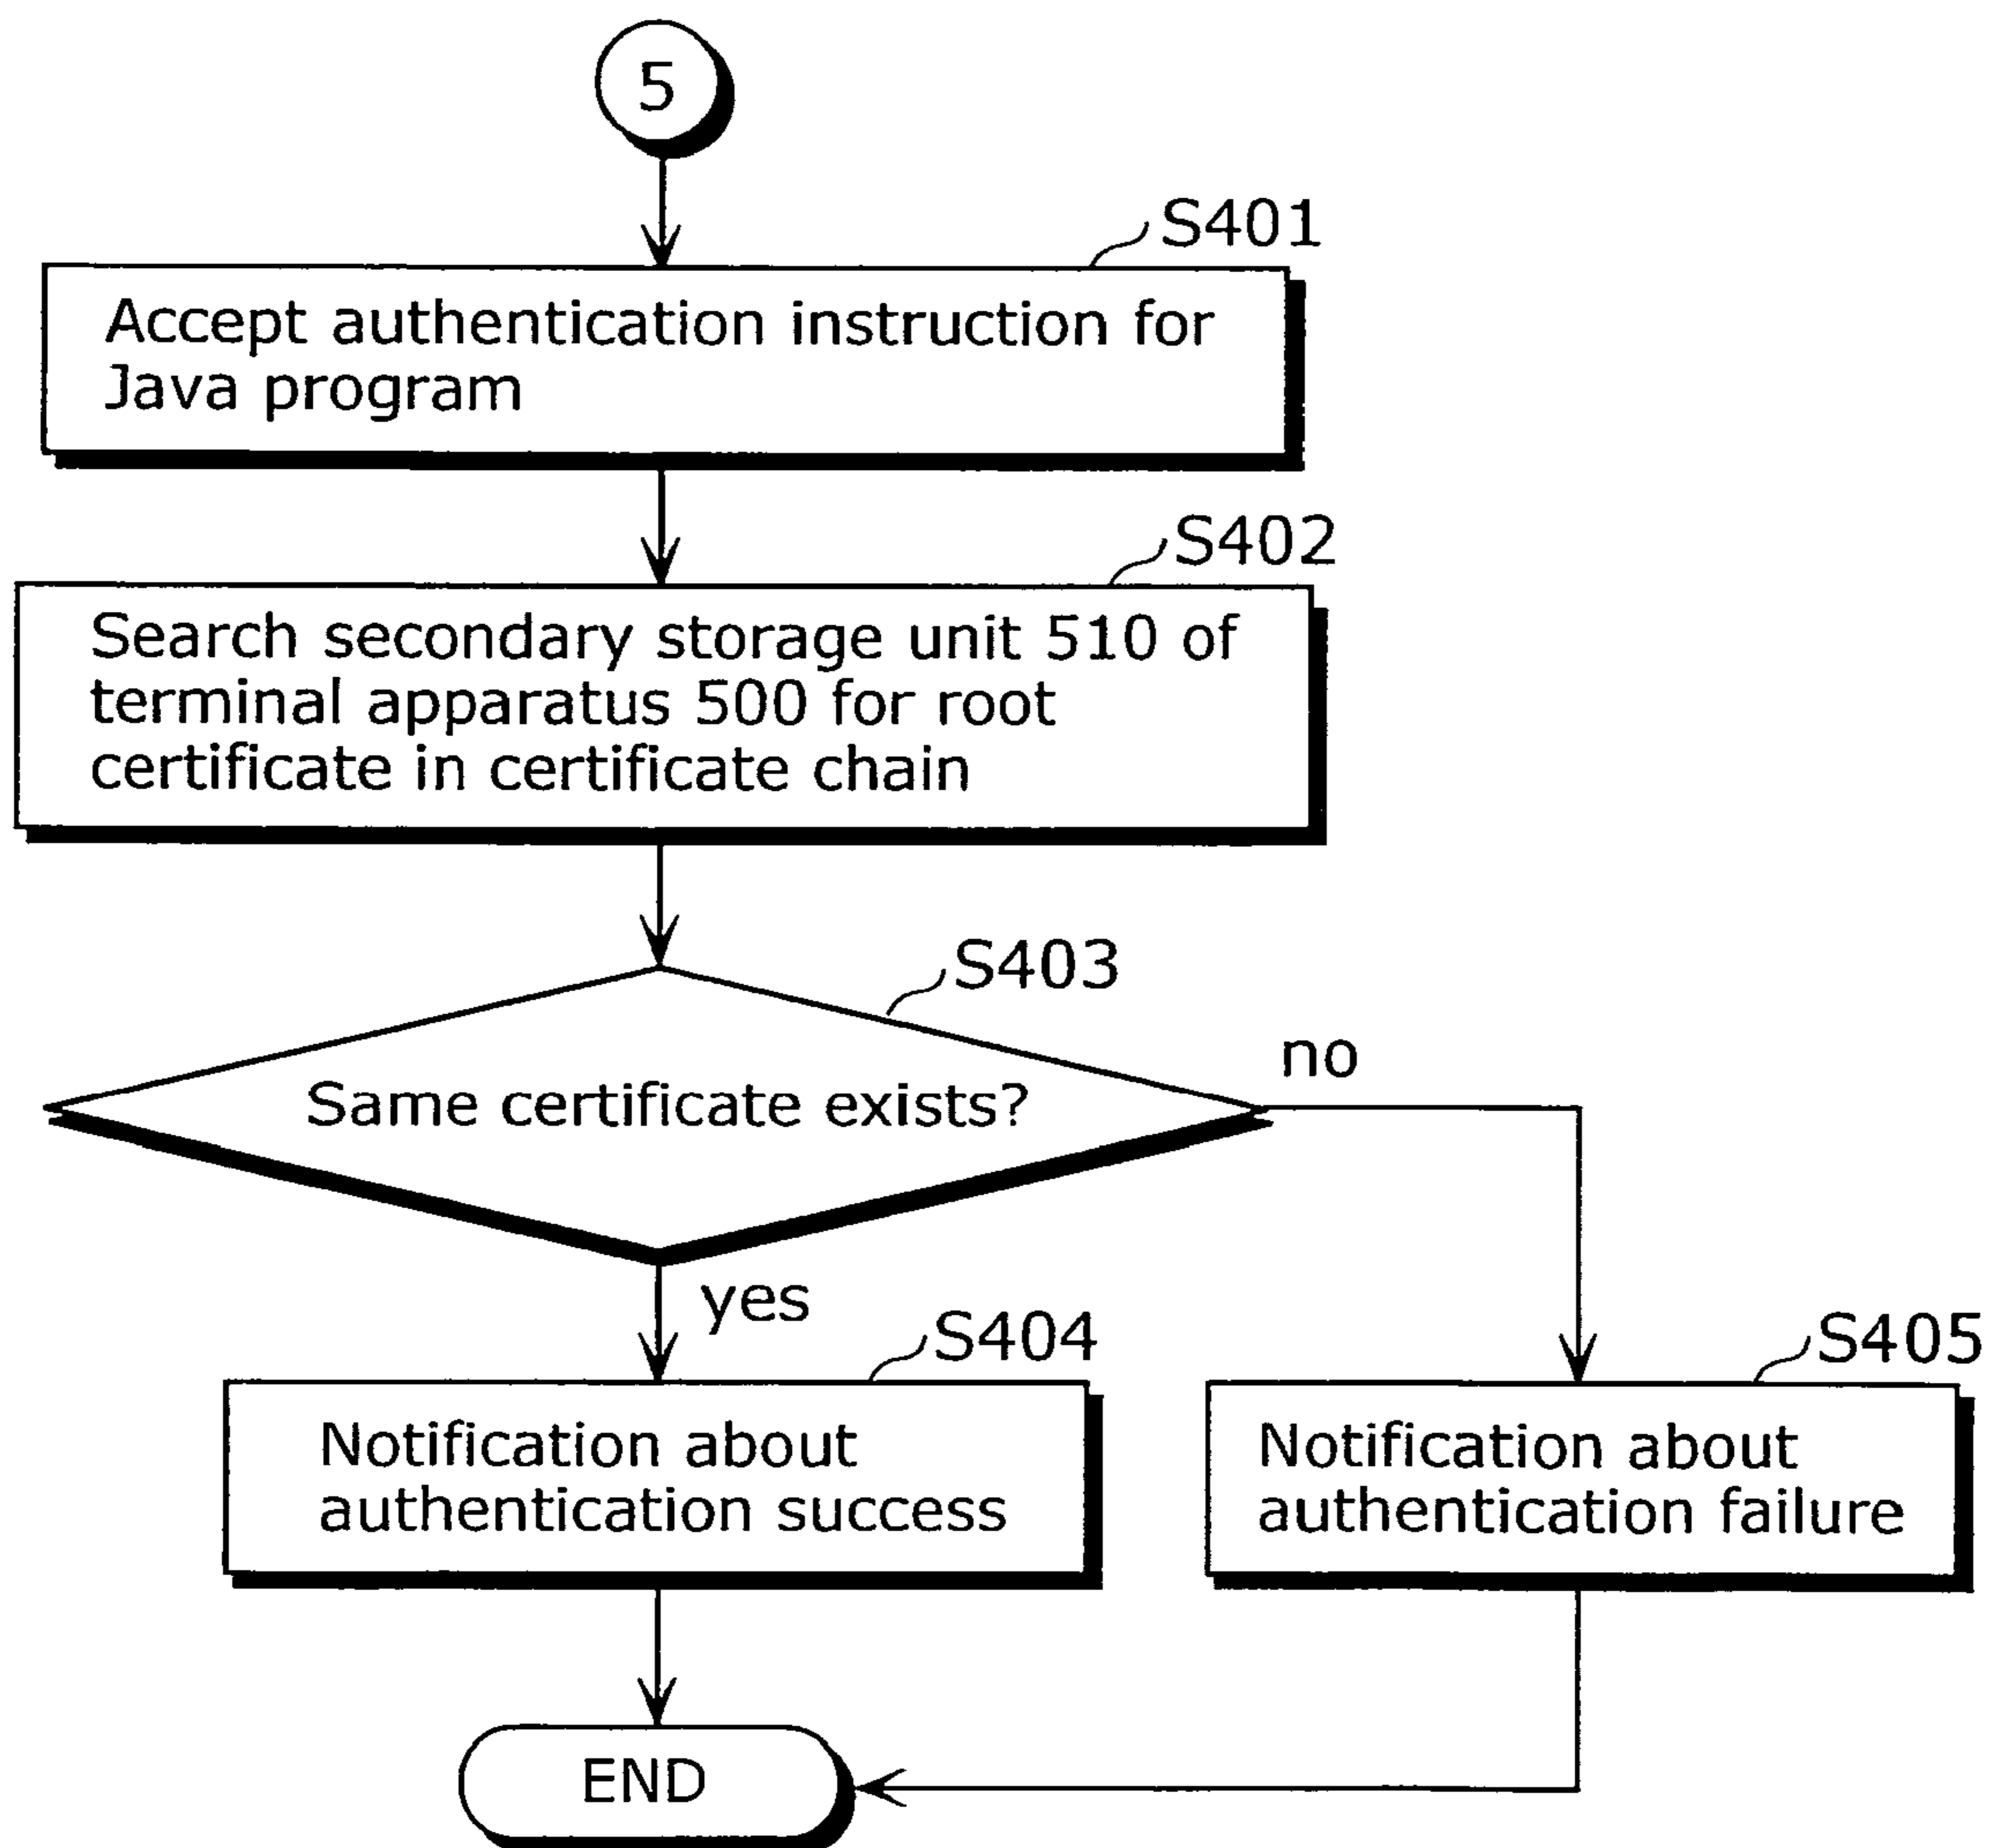 5
S401
Accept authentication instruction for
Java program
S402
Search secondary storage unit 510 of
terminal apparatus 500 for root
certificate in certificate chain
S403
Same certificate exists?
no
yes
S404
Notification about
authentication success
S405
Notification about
authentication failure
END